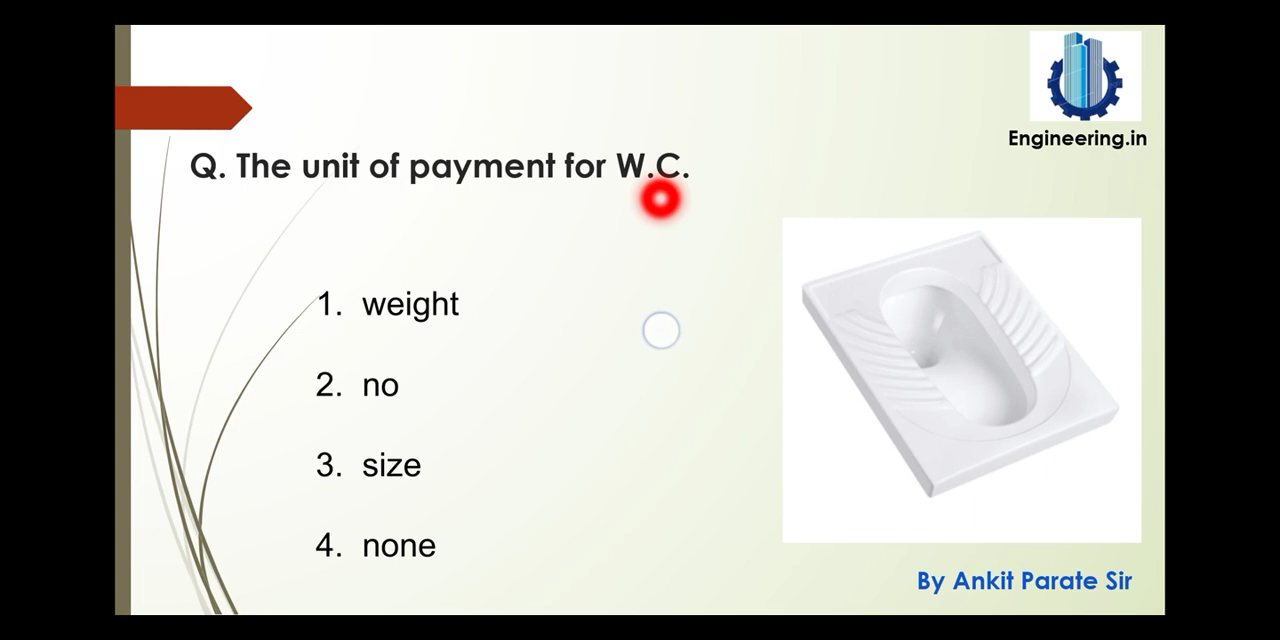 Engineering.in
Q. The unit of payment for W.C.
1. weight
2. no
3. size
4. none
By Ankit Parate Sir